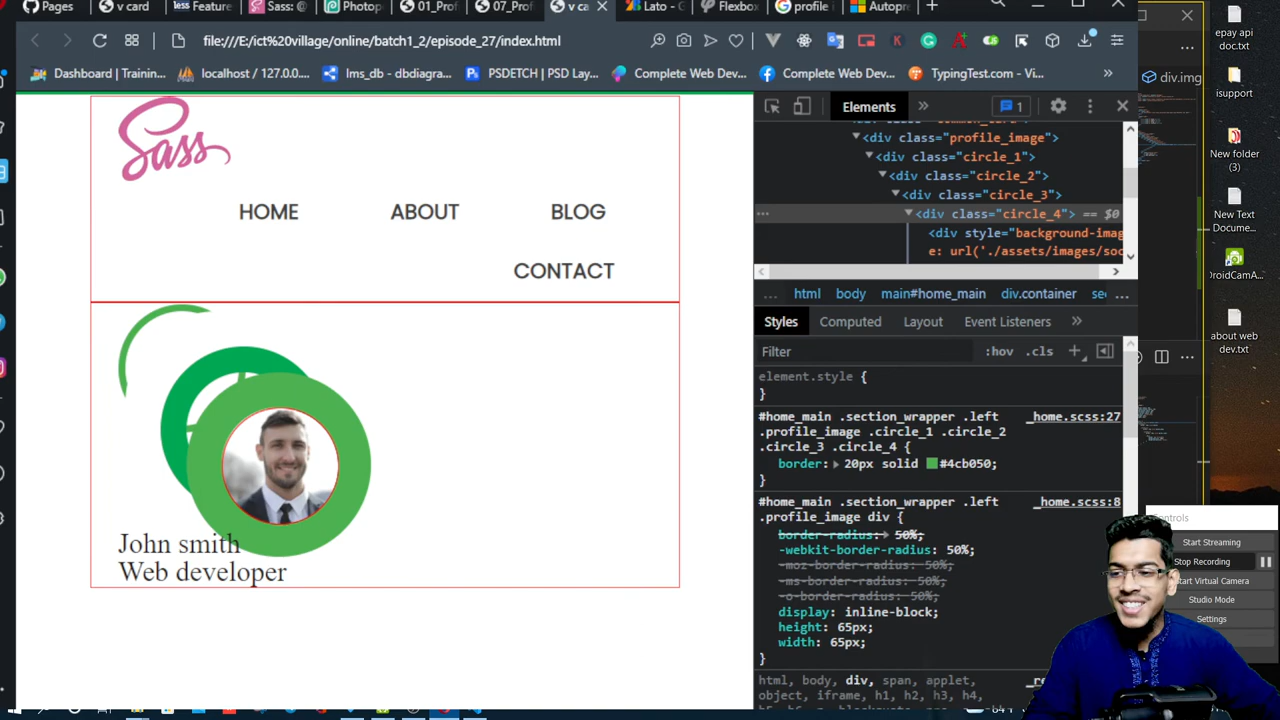 Pages
v card
Feature
Sass:
Photop
01_Prof
07_Prof
v ca
Lato - G
Flexbox
profile i
Autopre
file:///E:/ict%20village/online/batch1_2/episode_27/index.html
Dashboard | Trainin...
localhost / 127.0.0....
lms_db - dbdiagra...
PSDETCH | PSD Lay...
Complete Web Dev...
Complete Web Dev...
TypingTest.com - Vi...
Sass
HOME
ABOUT
BLOG
CONTACT
John smith
Web developer
Elements
1
<div class="profile_image">
<div class="circle_1">
<div class="circle_2">
<div class="circle_3">
<div class="circle_4"> == $0
<div style="background-imag
e: url('./assets/images/soc
... html body main#home_main div.container sec ...
Styles
Computed
Layout
Event Listeners
Filter
:hov .cls
element.style {
}
#home_main .section_wrapper .left _home.scss:27
.profile_image .circle_1 .circle_2
.circle_3 .circle_4 {
border: 20px solid #4cb050;
}
#home_main .section_wrapper .left _home.scss:8
.profile_image div {
border-radius: 50%;
-webkit-border-radius: 50%;
-moz-border-radius: 50%;
-ms-border-radius: 50%;
-o-border-radius: 50%;
display: inline-block;
height: 65px;
width: 65px;
}
html, body, div, span, applet,
object, iframe, h1, h2, h3, h4,
div.img
epay api
doc.txt
isupport
New folder
(3)
New Text
Docume...
DroidCamA...
about web
dev.txt
Controls
Start Streaming
Stop Recording
Start Virtual Camera
Studio Mode
Settings